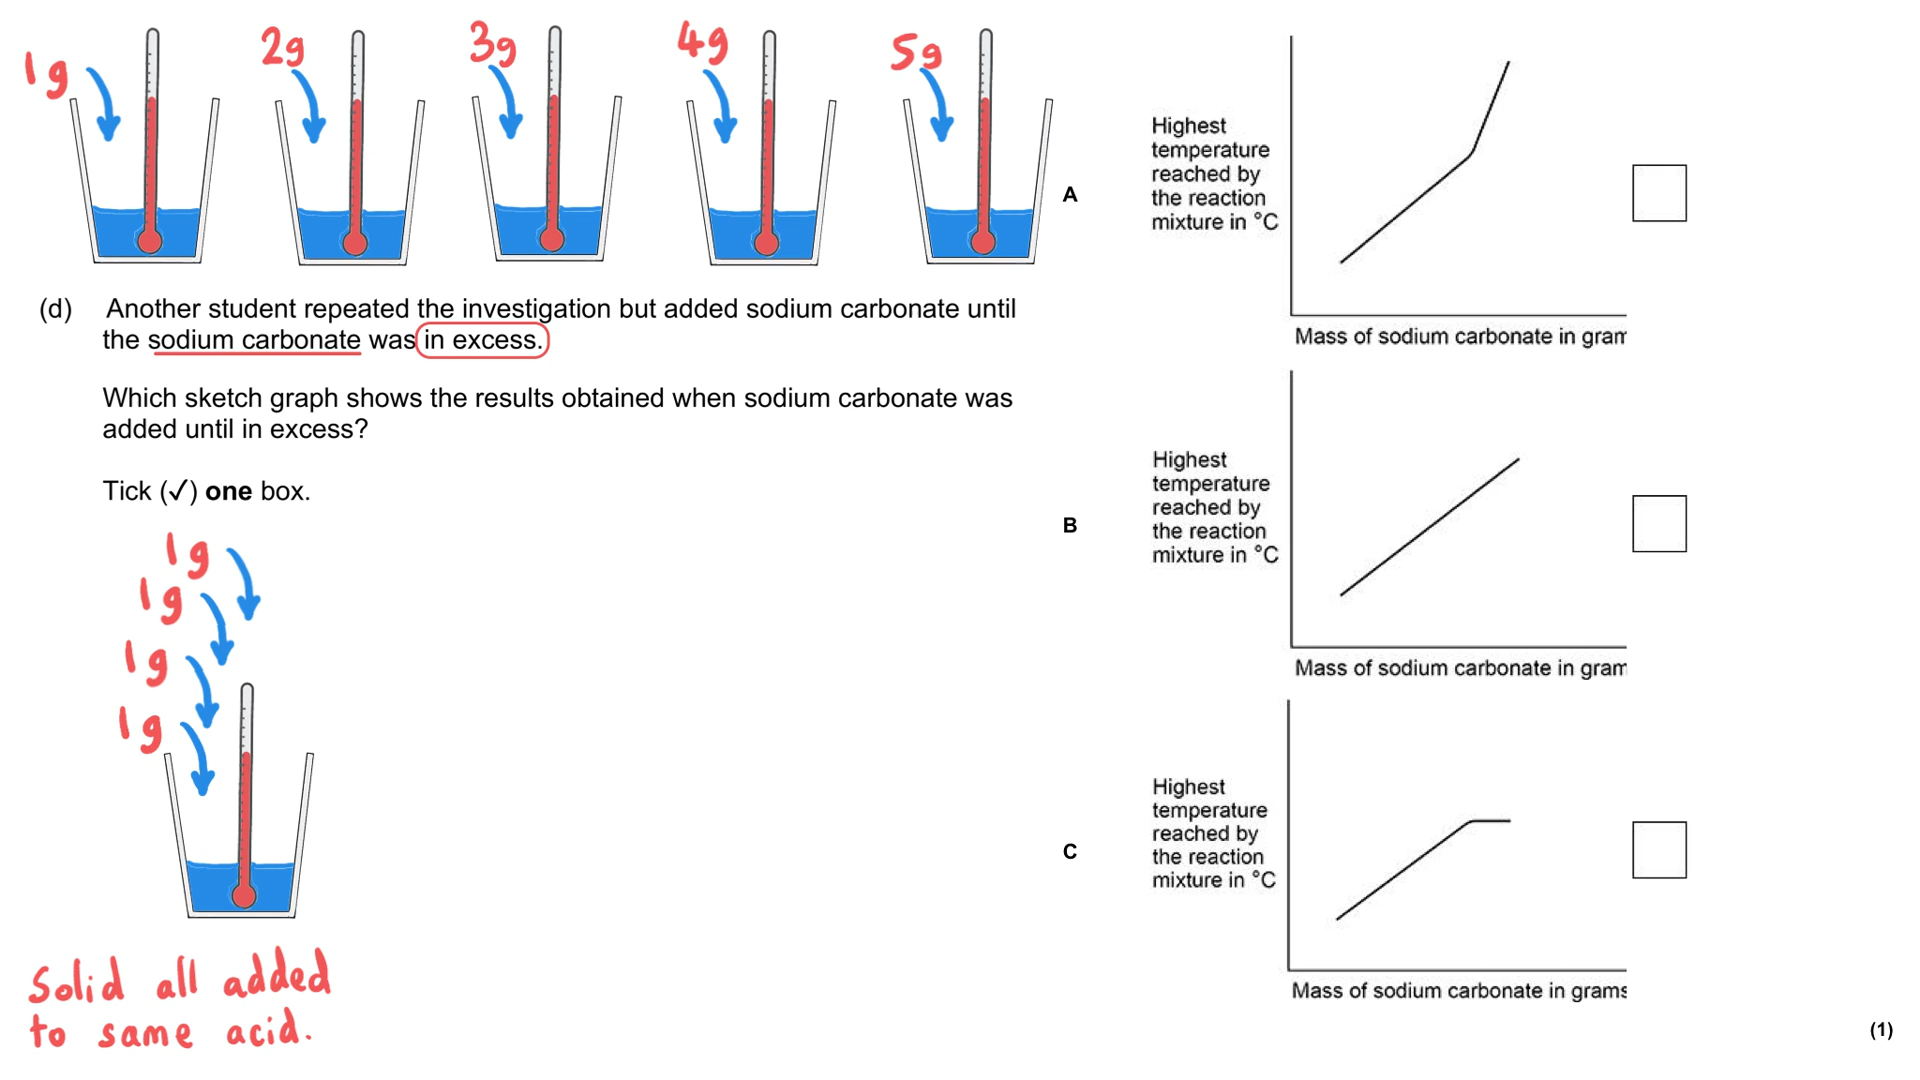 1g
2g
3g
4g
5g
(d) Another student repeated the investigation but added sodium carbonate until
the sodium carbonate was in excess.
Which sketch graph shows the results obtained when sodium carbonate was
added until in excess?
Tick (✓) one box.
1g
1g
1g
1g
Solid all added
to same acid.
A
Highest
temperature
reached by
the reaction
mixture in °C
Mass of sodium carbonate in gram
B
Highest
temperature
reached by
the reaction
mixture in °C
Mass of sodium carbonate in gram
C
Highest
temperature
reached by
the reaction
mixture in °C
Mass of sodium carbonate in grams
(1)